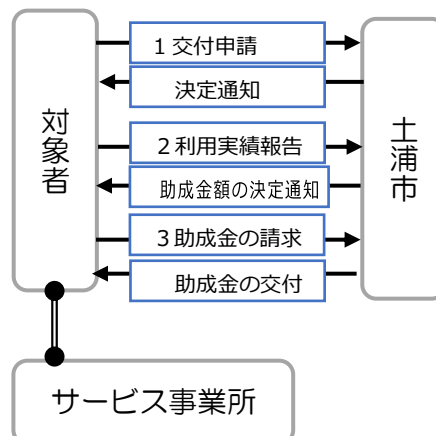 対象者
1 交付申請
決定通知
2 利用実績報告
助成金額の決定通知
3 助成金の請求
助成金の交付
土浦市
サービス事業所